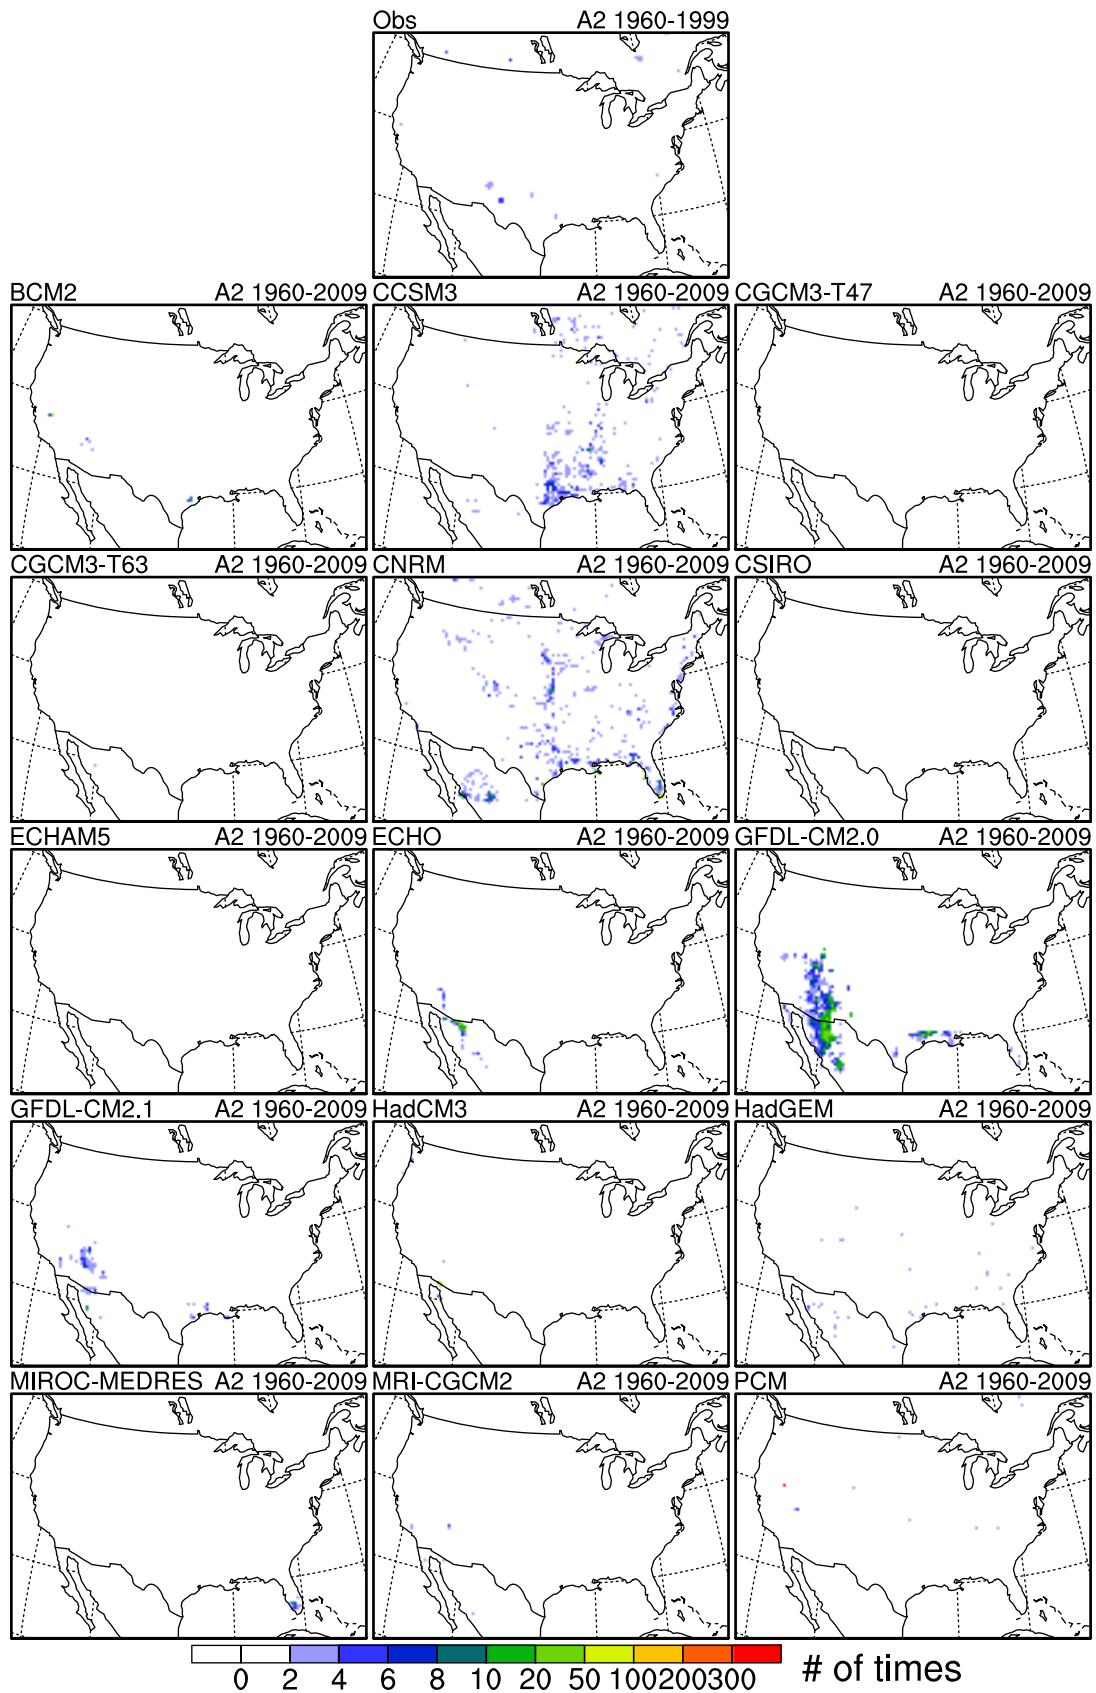 Obs A2 1960-1999
BCM2 A2 1960-2009 CCSM3 A2 1960-2009 CGCM3-T47 A2 1960-2009
CGCM3-T63 A2 1960-2009 CNRM A2 1960-2009 CSIRO A2 1960-2009
ECHAM5 A2 1960-2009 ECHO A2 1960-2009 GFDL-CM2.0 A2 1960-2009
GFDL-CM2.1 A2 1960-2009 HadCM3 A2 1960-2009 HadGEM A2 1960-2009
MIROC-MEDRES A2 1960-2009 MRI-CGCM2 A2 1960-2009 PCM A2 1960-2009
0 2 4 6 8 10 20 50 100 200 300 # of times